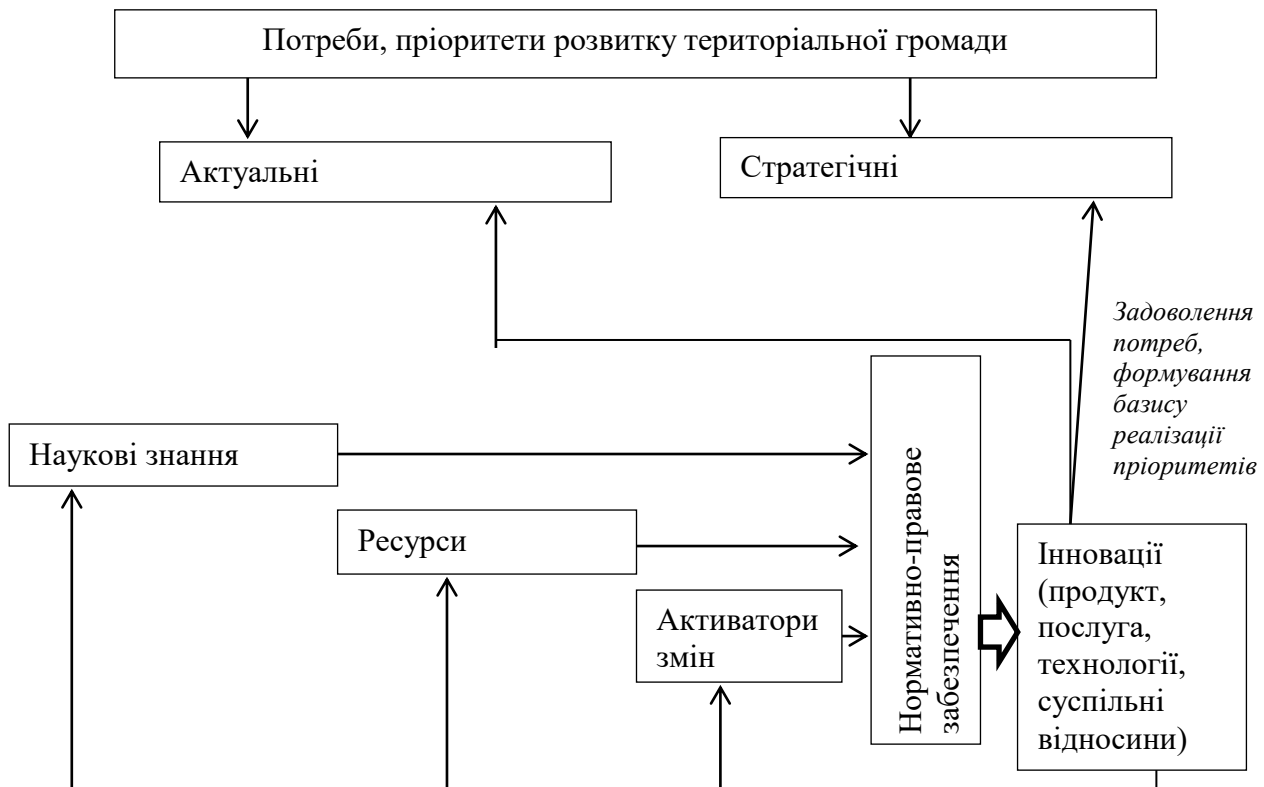 Потреби, пріоритети розвитку територіальної громади
Актуальні
Стратегічні
Задоволення
потреб,
формування
базису
реалізації
пріоритетів
Наукові знання
Ресурси
Активатори
змін
Нормативно-правове
забезпечення
Інновації
(продукт,
послуга,
технології,
суспільні
відносини)